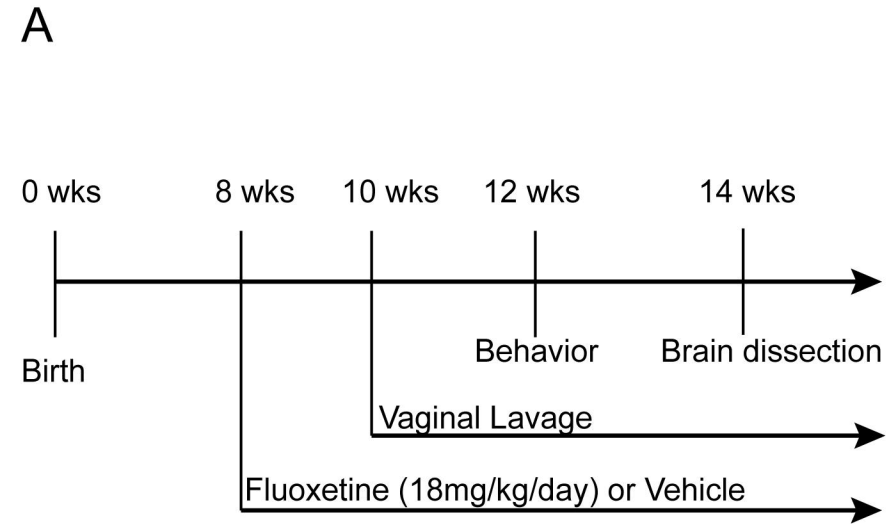 A
0 wks 8 wks 10 wks 12 wks 14 wks
Birth Behavior Brain dissection
Vaginal Lavage
Fluoxetine (18mg/kg/day) or Vehicle